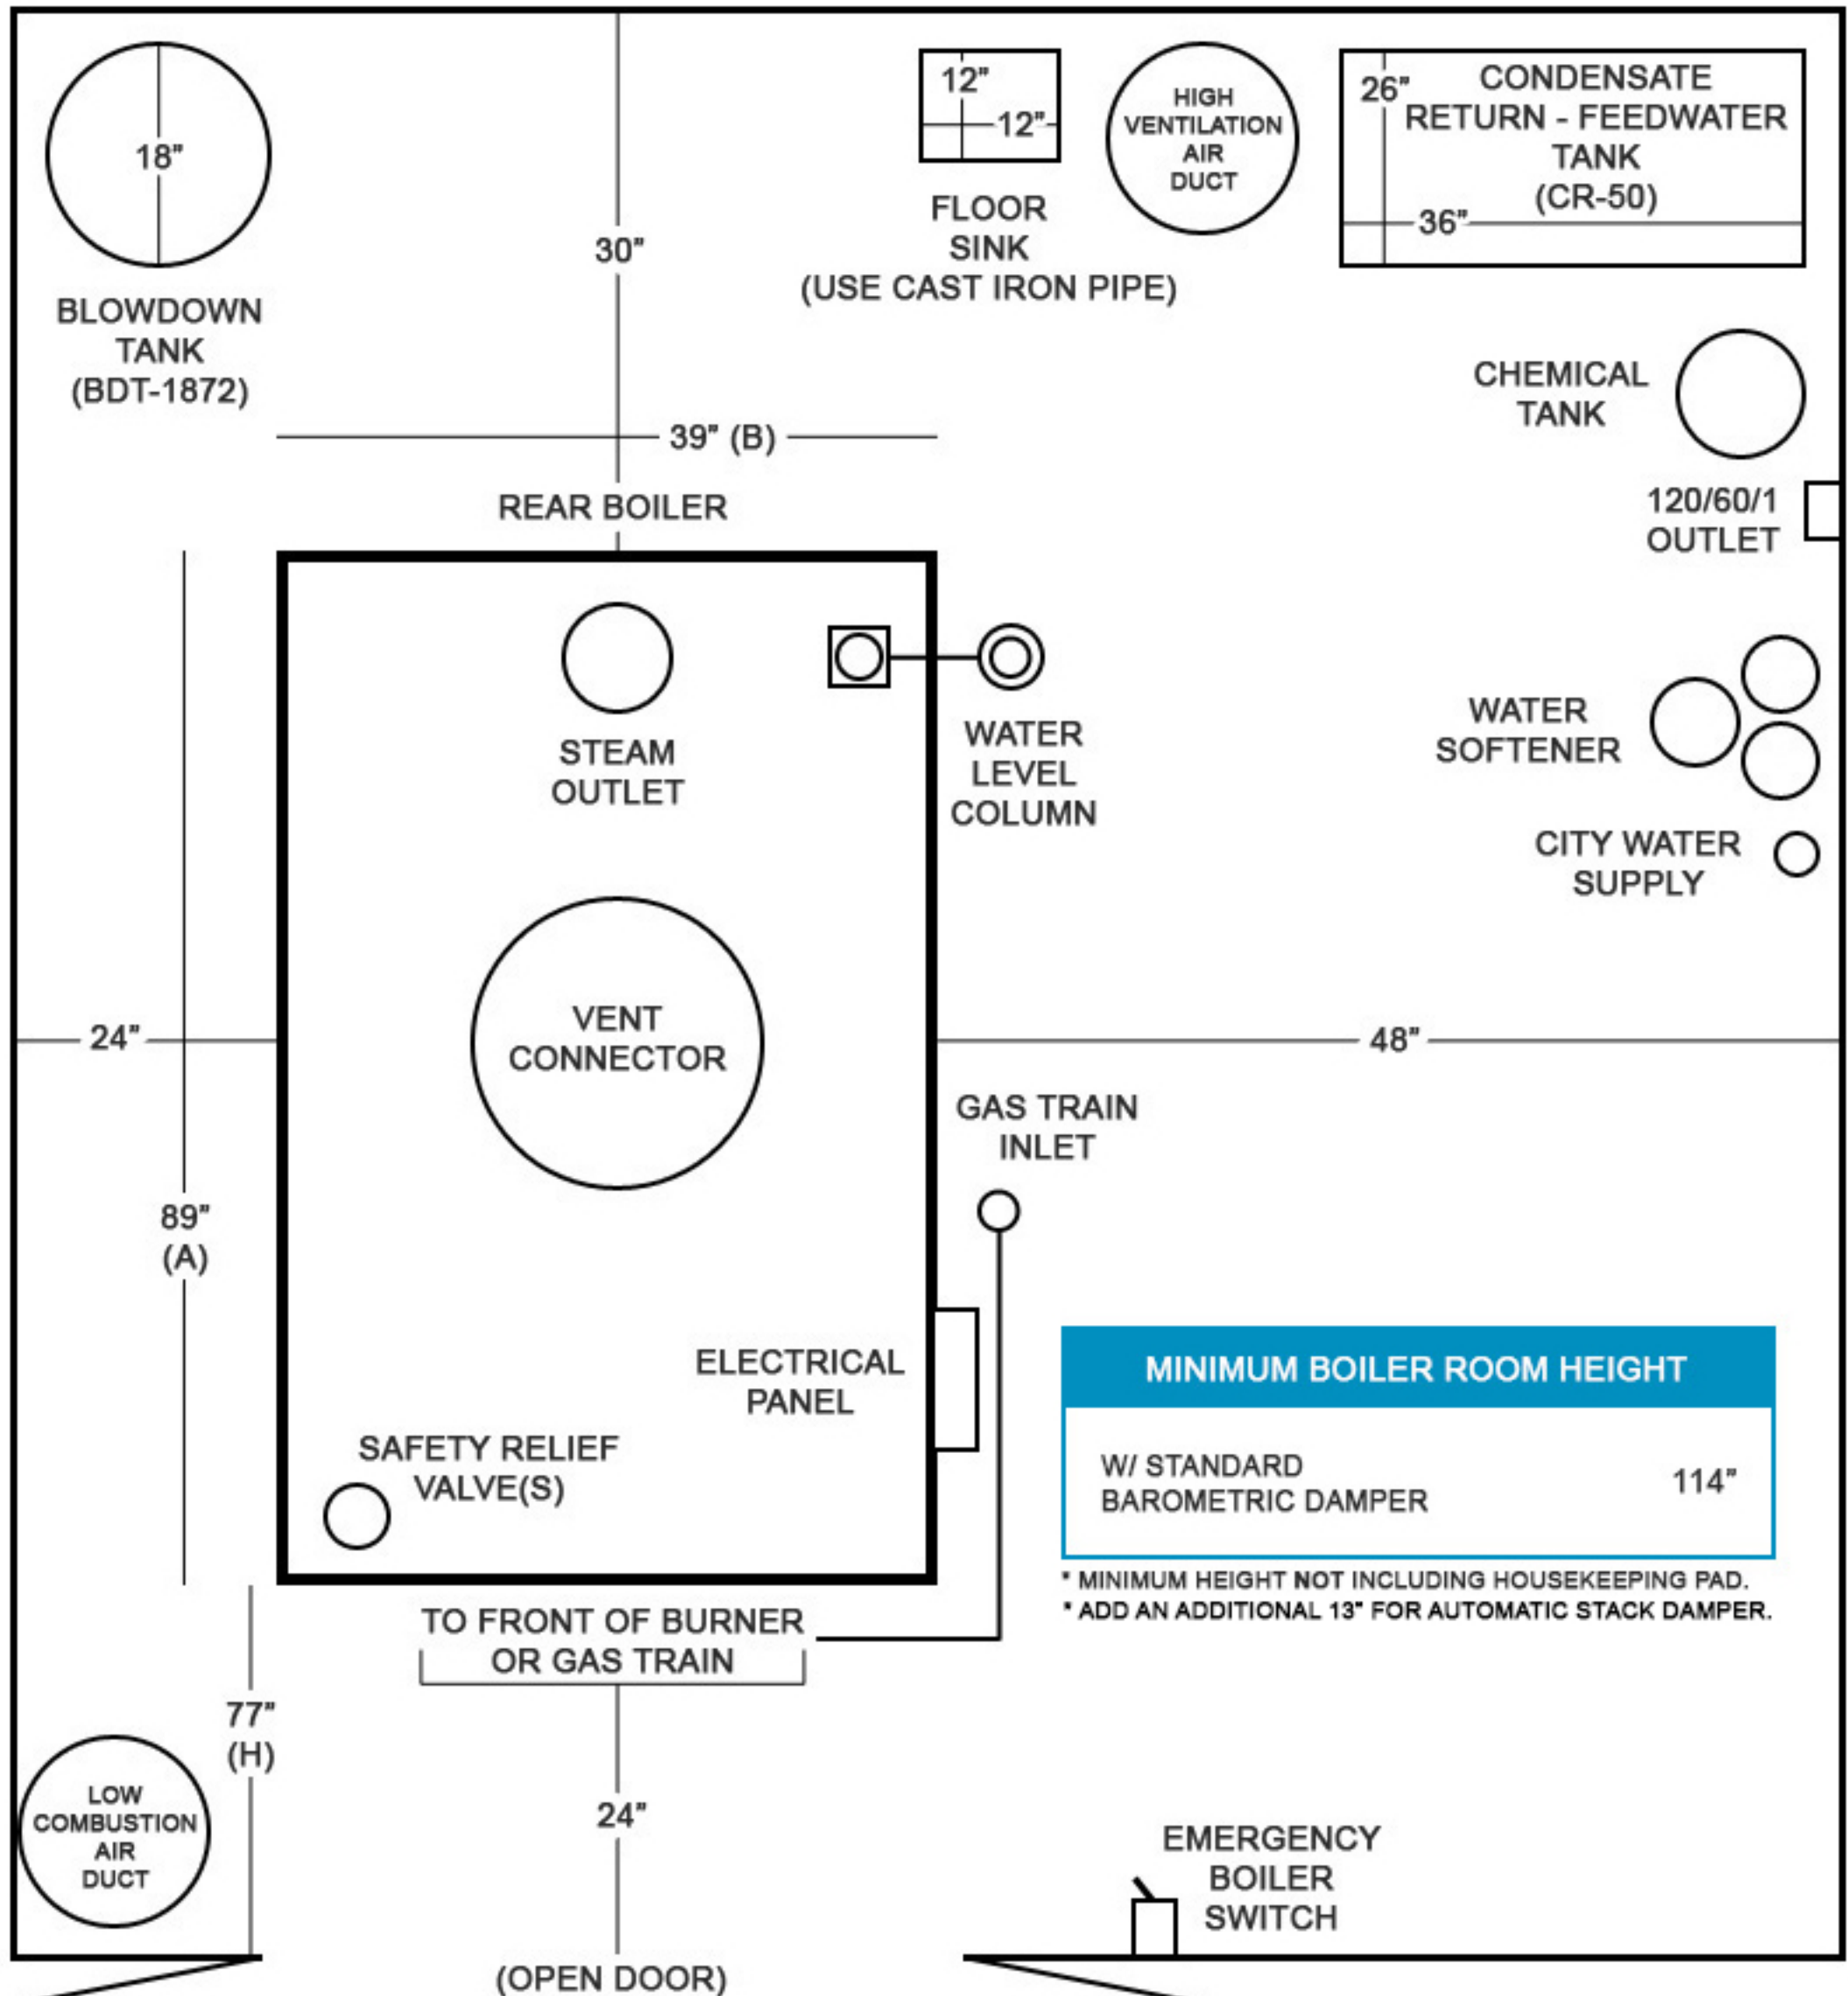 18”
BLOWDOWN
TANK
(BDT-1872)
30”
12”
12”
FLOOR
SINK
(USE CAST IRON PIPE)
HIGH
VENTILATION
AIR
DUCT
26”
CONDENSATE
RETURN - FEEDWATER
TANK
(CR-50)
36”
CHEMICAL
TANK
39” (B)
REAR BOILER
120/60/1
OUTLET
STEAM
OUTLET
WATER
LEVEL
COLUMN
WATER
SOFTENER
CITY WATER
SUPPLY
24”
VENT
CONNECTOR
48”
GAS TRAIN
INLET
89”
(A)
ELECTRICAL
PANEL
SAFETY RELIEF
VALVE(S)
MINIMUM BOILER ROOM HEIGHT
W/ STANDARD
BAROMETRIC DAMPER
114”
* MINIMUM HEIGHT NOT INCLUDING HOUSEKEEPING PAD.
* ADD AN ADDITIONAL 13" FOR AUTOMATIC STACK DAMPER.
TO FRONT OF BURNER
OR GAS TRAIN
77”
(H)
LOW
COMBUSTION
AIR
DUCT
24”
EMERGENCY
BOILER
SWITCH
(OPEN DOOR)